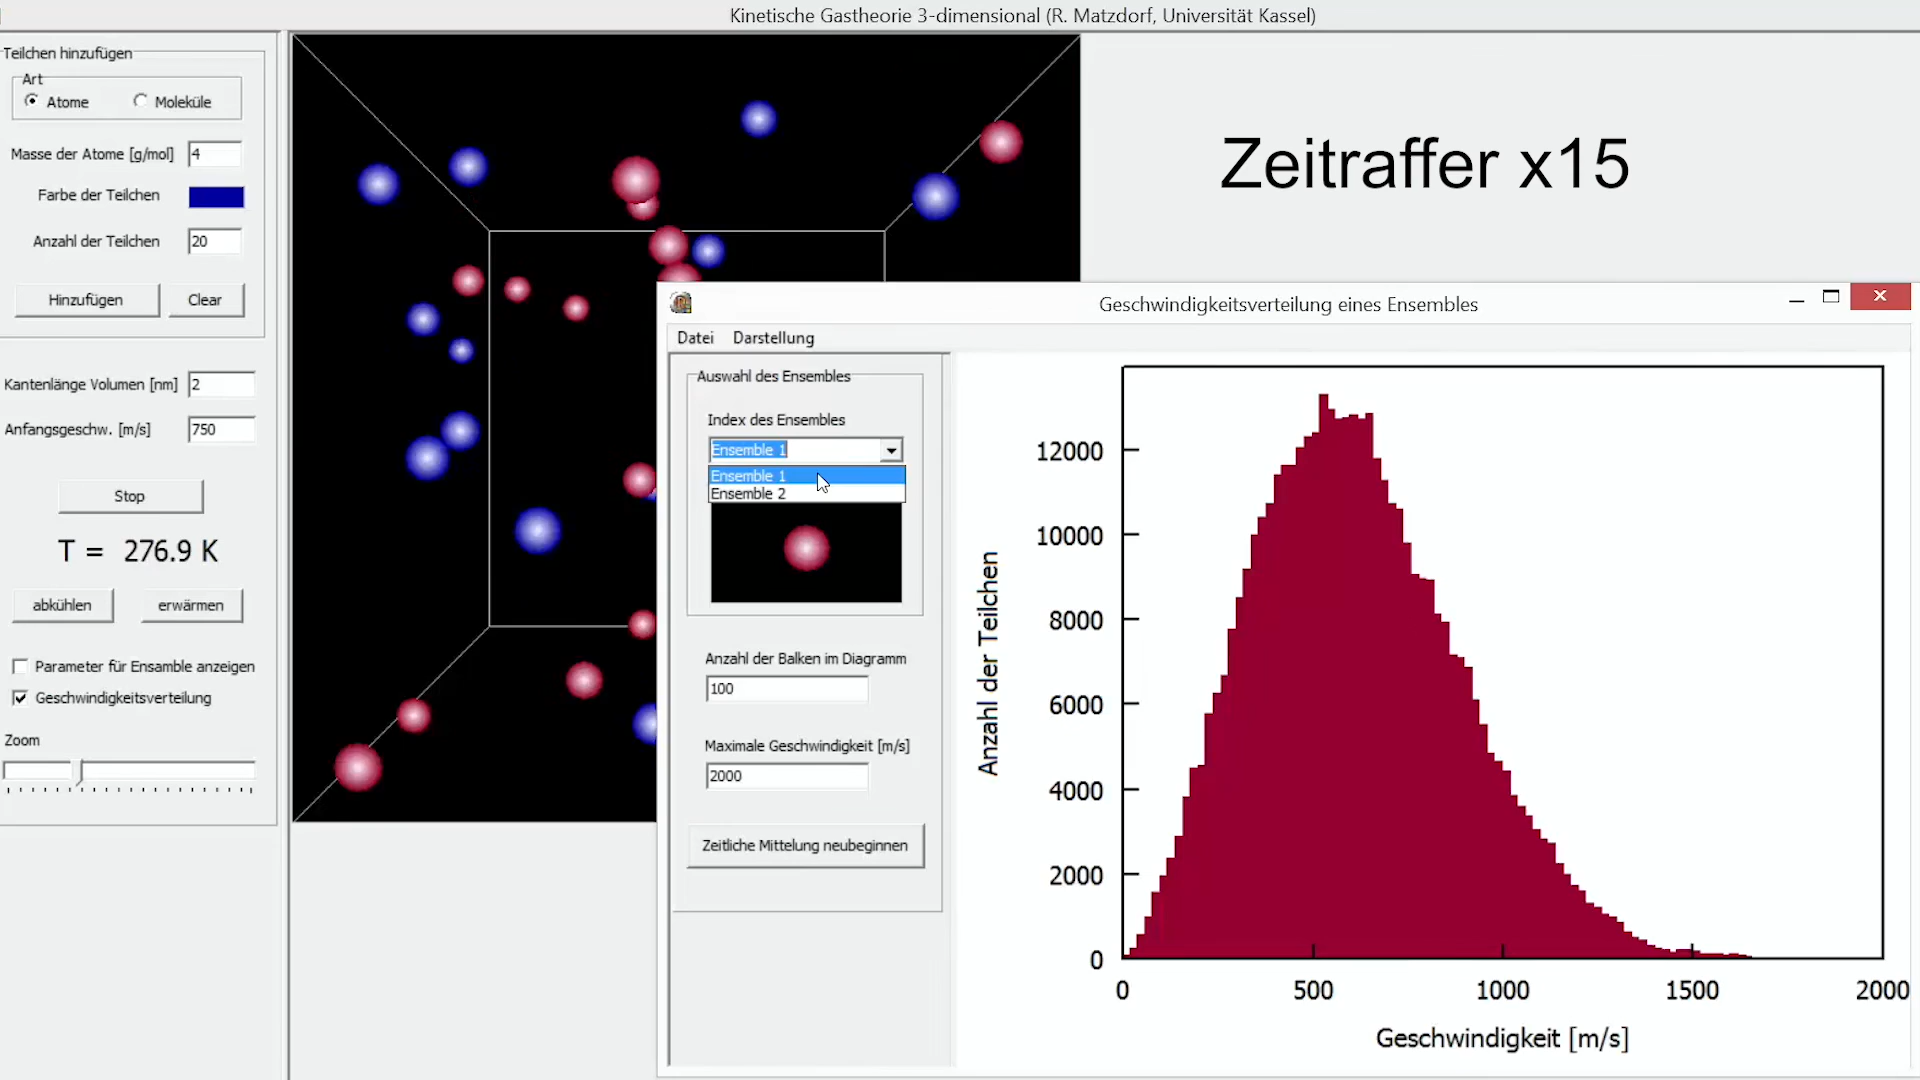 Kinetische Gastheorie 3-dimensional (R. Matzdorf, Universität Kassel)
Teilchen hinzufügen
Art
Atome
Moleküle
Masse der Atome [g/mol]
4
Farbe der Teilchen
Anzahl der Teilchen
20
Hinzufügen
Clear
Kantenlänge Volumen [nm]
2
Anfangsgeschw. [m/s]
750
Stop
T = 276.9 K
abkühlen
erwärmen
Parameter für Ensamble anzeigen
Geschwindigkeitsverteilung
Zoom
Zeitraffer x15
Geschwindigkeitsverteilung eines Ensembles
Datei
Darstellung
Auswahl des Ensembles
Index des Ensembles
Ensemble 1
Ensemble 1
Ensemble 2
Anzahl der Balken im Diagramm
100
Maximale Geschwindigkeit [m/s]
2000
Zeitliche Mittelung neubeginnen
Anzahl der Teilchen
12000
10000
8000
6000
4000
2000
0
0
500
1000
1500
2000
Geschwindigkeit [m/s]